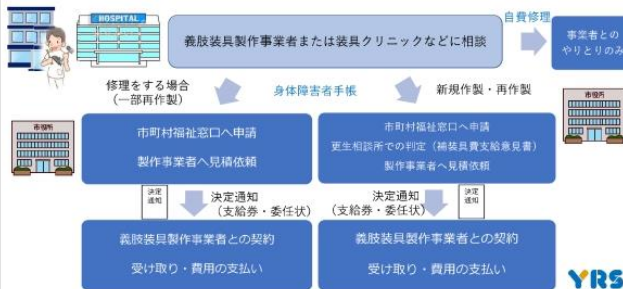 HOSPITAL
義肢装具製作事業者または装具クリニックなどに相談
自費修理
事業者との
やりとりのみ
修理をする場合
（一部再作製）
身体障害者手帳
新規作製・再作製
市役所
市町村福祉窓口へ申請
製作事業者へ見積依頼
市町村福祉窓口へ申請
更生相談所での判定（補装具費支給意見書）
製作事業者へ見積依頼
市役所
決定
通知
決定通知
（支給券・委任状）
決定通知
（支給券・委任状）
決定
通知
義肢装具製作事業者との契約
受け取り・費用の支払い
義肢装具製作事業者との契約
受け取り・費用の支払い
YRS